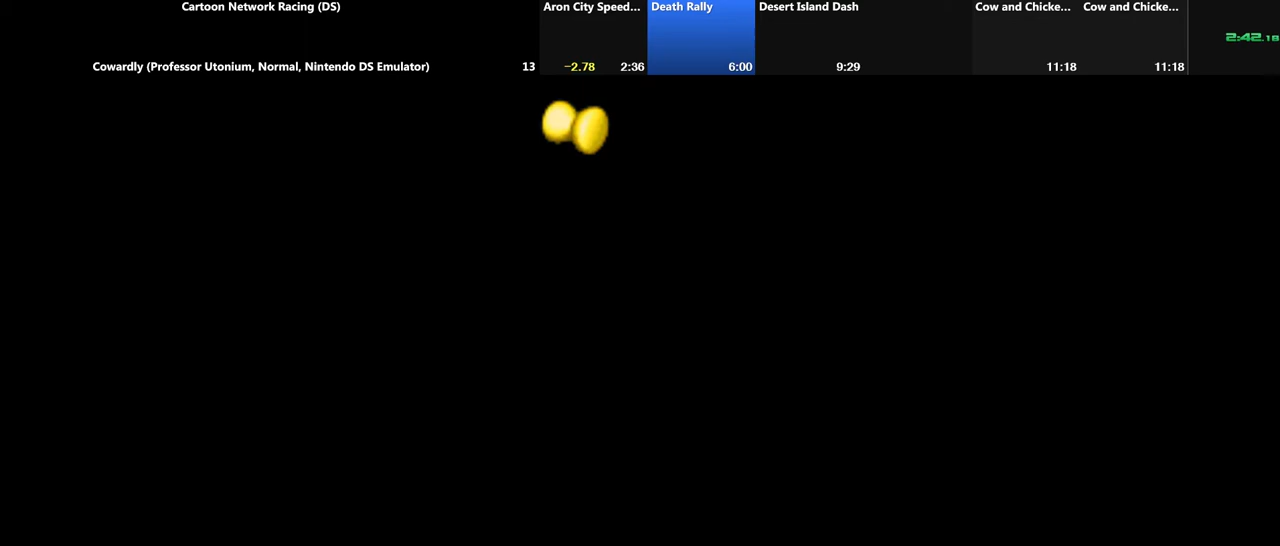 Cartoon Network Racing (DS)
Aron City Speed... Death Rally Desert Island Dash Cow and Chicke... Cow and Chicke...
2:42.18
Cowardly (Professor Utonium, Normal, Nintendo DS Emulator) 13 −2.78 2:36 6:00 9:29 11:18 11:18